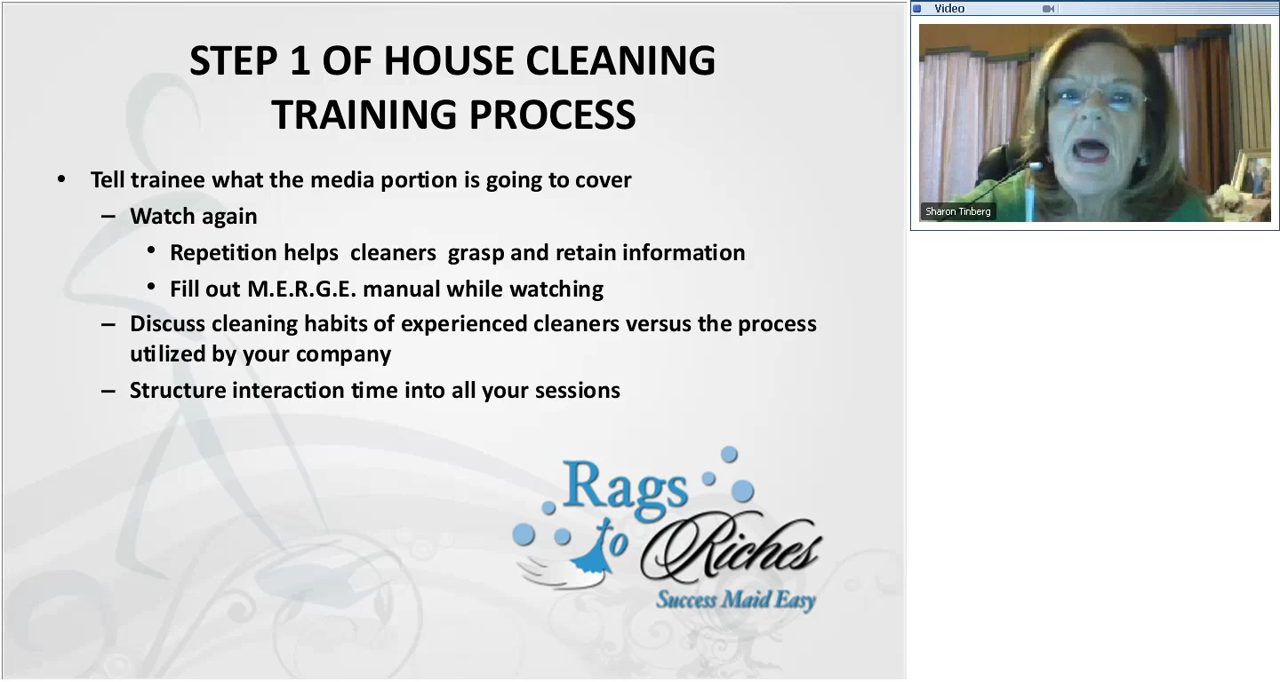 STEP 1 OF HOUSE CLEANING
TRAINING PROCESS
• Tell trainee what the media portion is going to cover
– Watch again
• Repetition helps cleaners grasp and retain information
• Fill out M.E.R.G.E. manual while watching
– Discuss cleaning habits of experienced cleaners versus the process
utilized by your company
– Structure interaction time into all your sessions
Rags
to
Riches
Success Maid Easy
Video
Sharon Tinberg